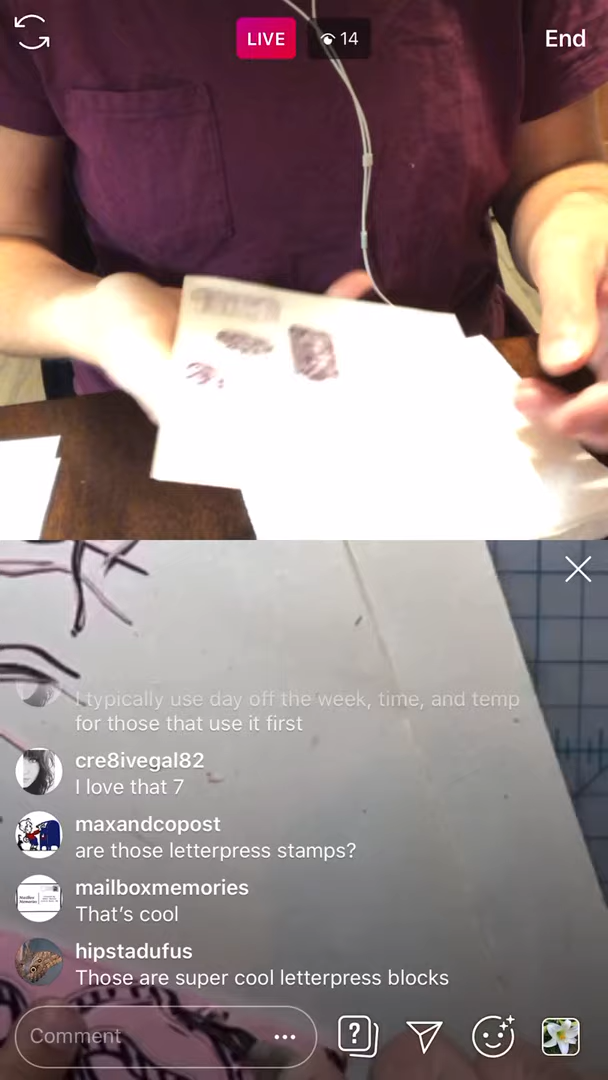 LIVE
14
End
I typically use day off the week, time, and temp
for those that use it first
cre8ivegal82
I love that 7
maxandcopost
are those letterpress stamps?
mailboxmemories
That's cool
hipstadufus
Those are super cool letterpress blocks
Comment